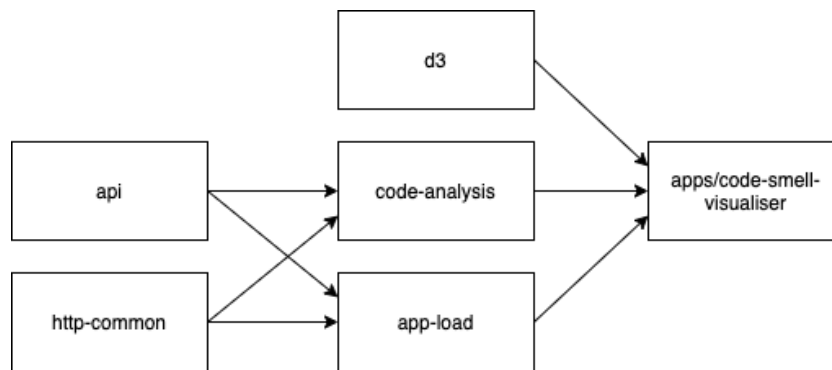 d3
api
code-analysis
apps/code-smell-
visualiser
http-common
app-load